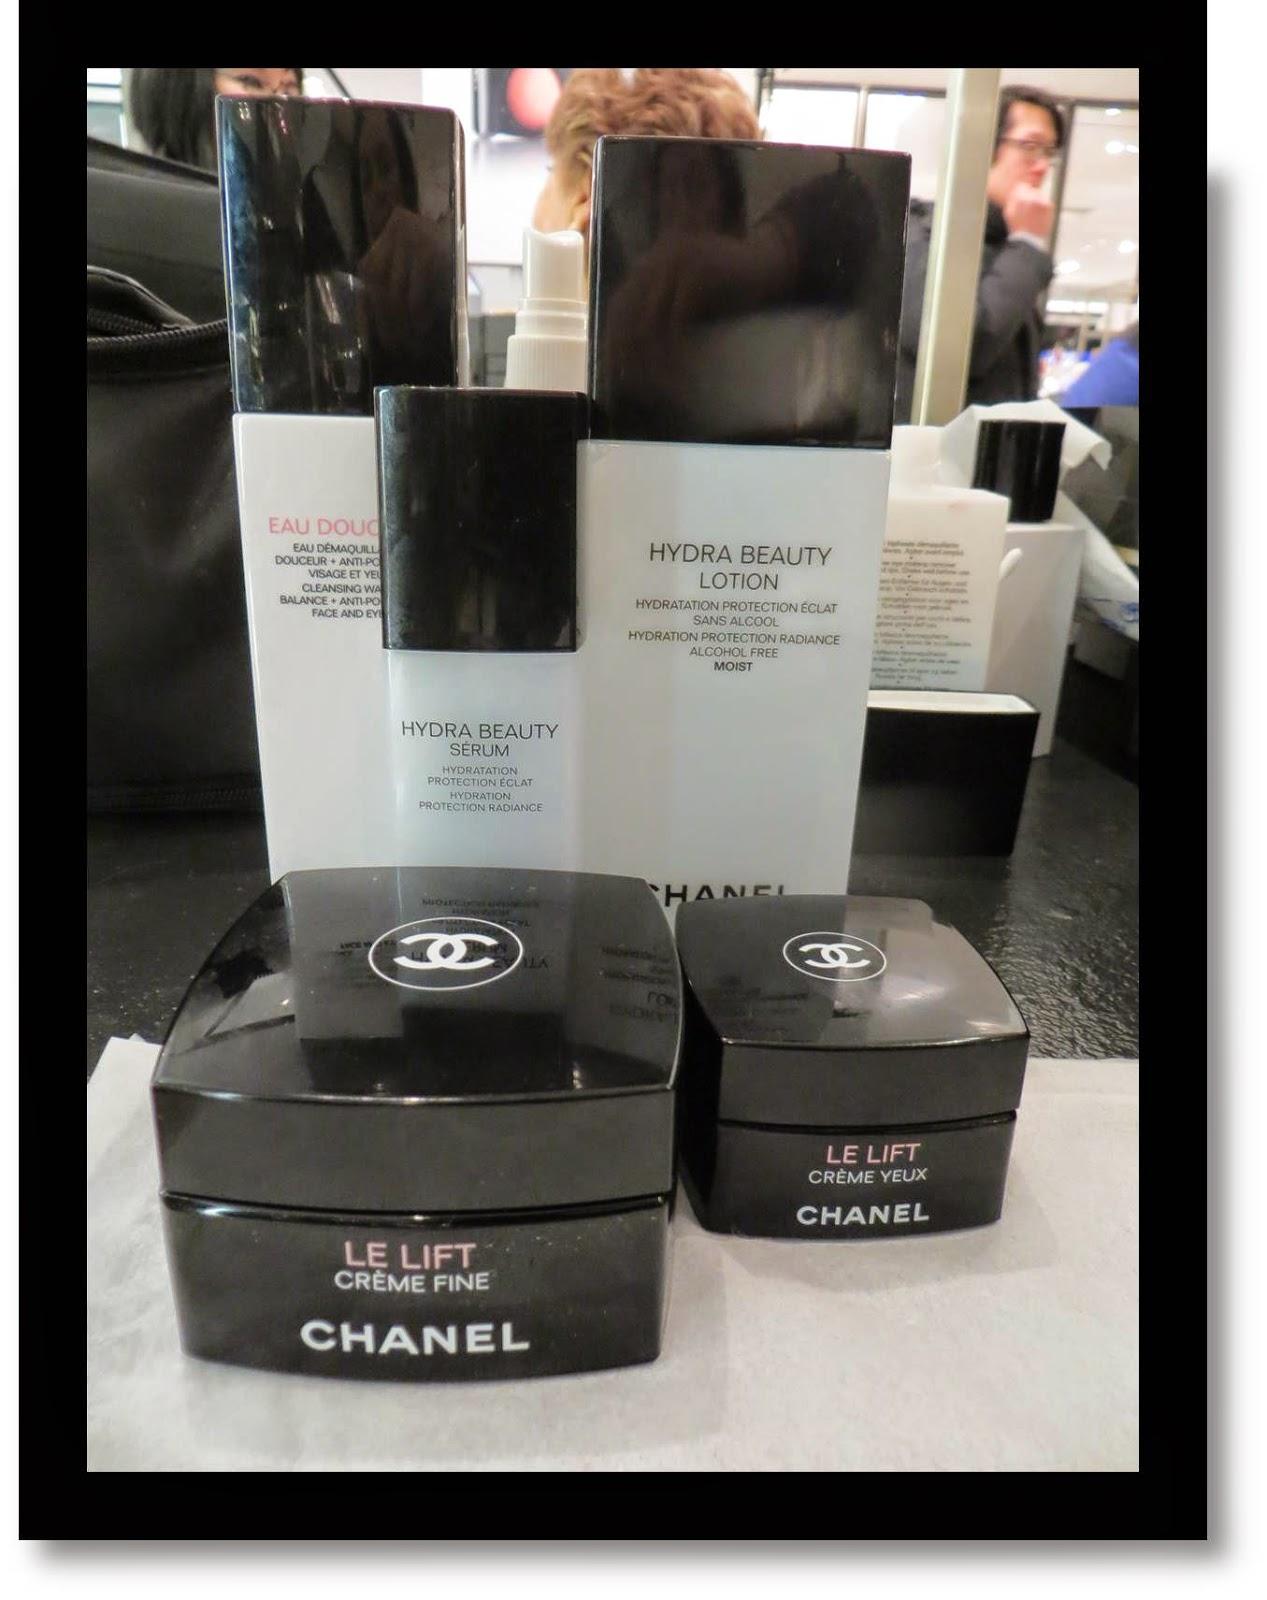 EAU DOUC
EAU DÉMAQUILLA
DOUCEUR + ANTI-PO
VISAGE ET YEU
CLEANSING WA
BALANCE + ANTI-PO
FACE AND EYE
HYDRA BEAUTY
SÉRUM
HYDRATATION
PROTECTION ÉCLAT
HYDRATION
PROTECTION RADIANCE
HYDRA BEAUTY
LOTION
HYDRATATION PROTECTION ÉCLAT
SANS ALCOOL
HYDRATION PROTECTION RADIANCE
ALCOHOL FREE
MOIST
CHANEL
LE LIFT
CRÈME FINE
CHANEL
LE LIFT
CRÈME YEUX
CHANEL